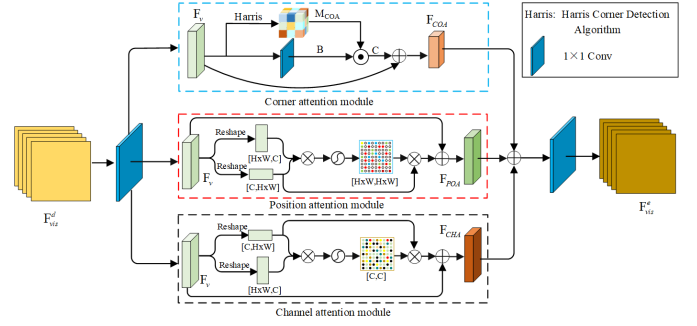 F_v
Harris
M_COA
B
C
F_COA
Corner attention module
Harris: Harris Corner Detection
Algorithm
1×1 Conv
F^d_viz
F_v
Reshape
[HxW,C]
Reshape
[C,HxW]
[HxW,HxW]
F_POA
Position attention module
F^e_viz
F_v
Reshape
[C,HxW]
Reshape
[HxW,C]
[C,C]
F_CHA
Channel attention module